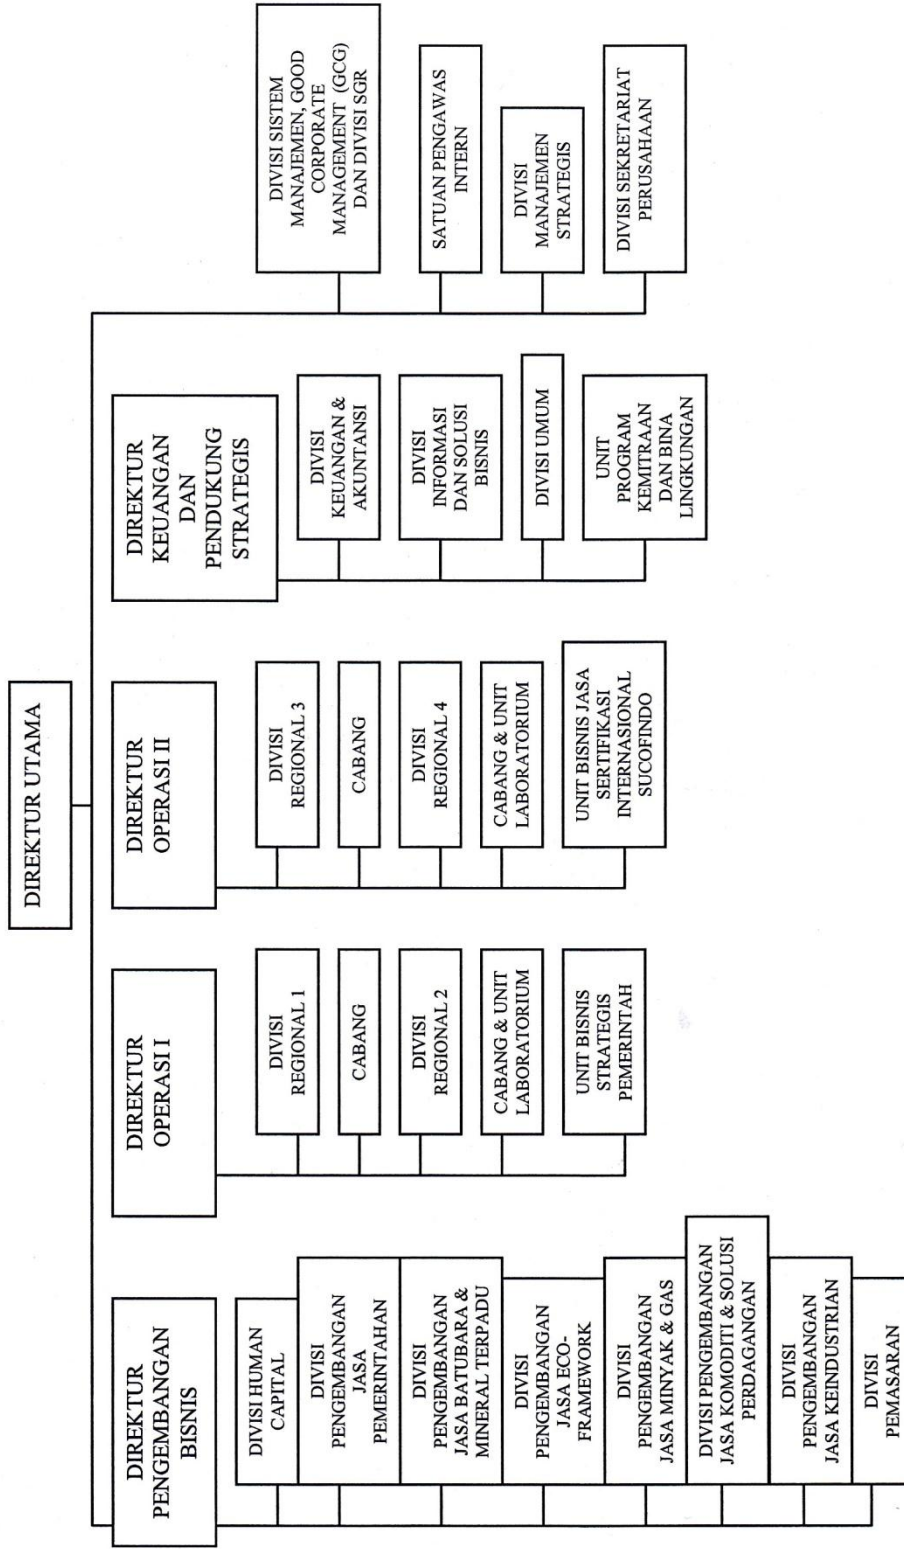 DIREKTUR UTAMA
DIREKTUR
PENGEMBANGAN
BISNIS
DIVISI HUMAN
CAPITAL
DIVISI
PENGEMBANGAN
JASA
PEMERINTAHAN
DIVISI
PENGEMBANGAN
JASA BATUBARA &
MINERAL TERPADU
DIVISI
PENGEMBANGAN
JASA ECO-
FRAMEWORK
DIVISI
PENGEMBANGAN
JASA MINYAK & GAS
DIVISI PENGEMBANGAN
JASA KOMODITI & SOLUSI
PERDAGANGAN
DIVISI
PENGEMBANGAN
JASA KEINDUSTRIAN
DIVISI
PEMASARAN
DIREKTUR
OPERASI I
DIVISI
REGIONAL 1
CABANG
DIVISI
REGIONAL 2
CABANG & UNIT
LABORATORIUM
UNIT BISNIS
STRATEGIS
PEMERINTAH
DIREKTUR
OPERASI II
DIVISI
REGIONAL 3
CABANG
DIVISI
REGIONAL 4
CABANG & UNIT
LABORATORIUM
UNIT BISNIS JASA
SERTIFIKASI
INTERNASIONAL
SUCOFINDO
DIREKTUR
KEUANGAN
DAN
PENDUKUNG
STRATEGIS
DIVISI
KEUANGAN &
AKUNTANSI
DIVISI
INFORMASI
DAN SOLUSI
BISNIS
DIVISI UMUM
UNIT
PROGRAM
KEMITRAAN
DAN BINA
LINGKUNGAN
DIVISI SISTEM
MANAJEMEN, GOOD
CORPORATE
MANAGEMENT (GCG)
DAN DIVISI SGR
SATUAN PENGAWAS
INTERN
DIVISI
MANAJEMEN
STRATEGIS
DIVISI SEKRETARIAT
PERUSAHAAN